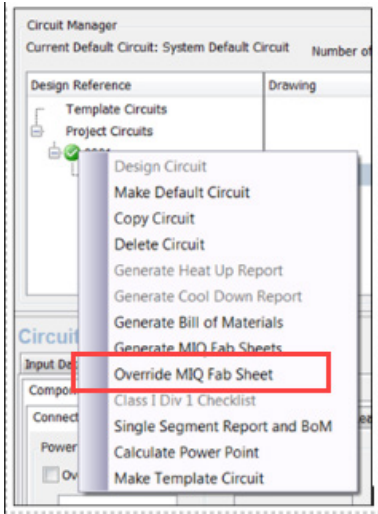 Circuit Manager
Current Default Circuit: System Default Circuit Number of
Design Reference Drawing
Template Circuits
Project Circuits
Design Circuit
Make Default Circuit
Copy Circuit
Delete Circuit
Generate Heat Up Report
Generate Cool Down Report
Generate Bill of Materials
Circuit
Generate MIQ Fab Sheets
Input Da
Override MIQ Fab Sheet
Compo
Class I Div 1 Checklist
Connect
Single Segment Report and BoM
Power
Calculate Power Point
Ov
Make Template Circuit